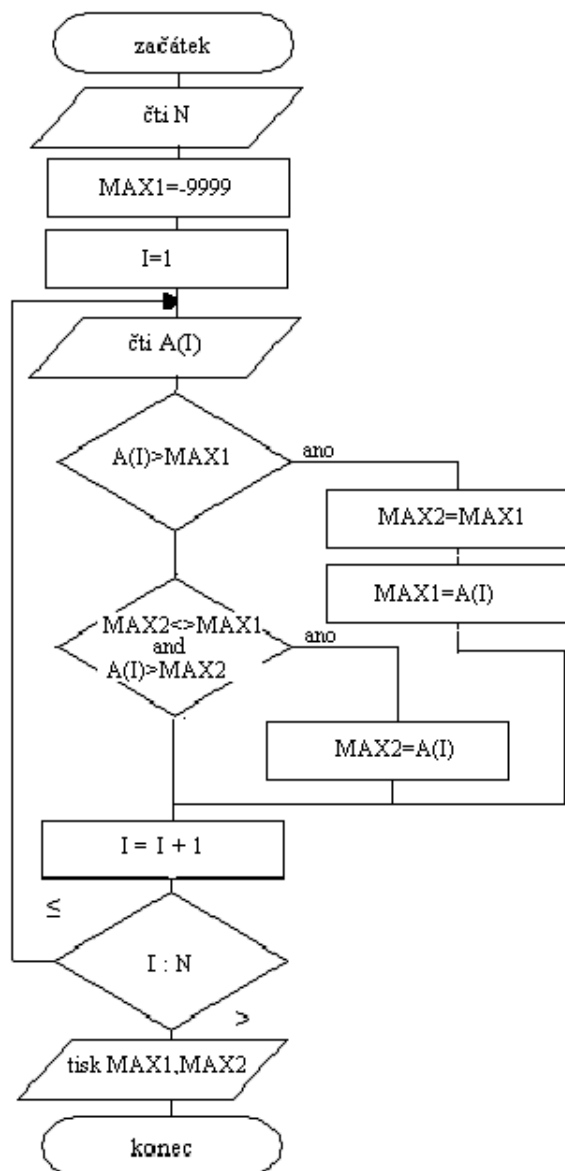 začátek
čti N
MAX1=-9999
I=1
čti A(I)
A(I)>MAX1
ano
MAX2=MAX1
MAX1=A(I)
MAX2<>MAX1
and
A(I)>MAX2
ano
MAX2=A(I)
I = I + 1
≤
I : N
>
tisk MAX1,MAX2
konec